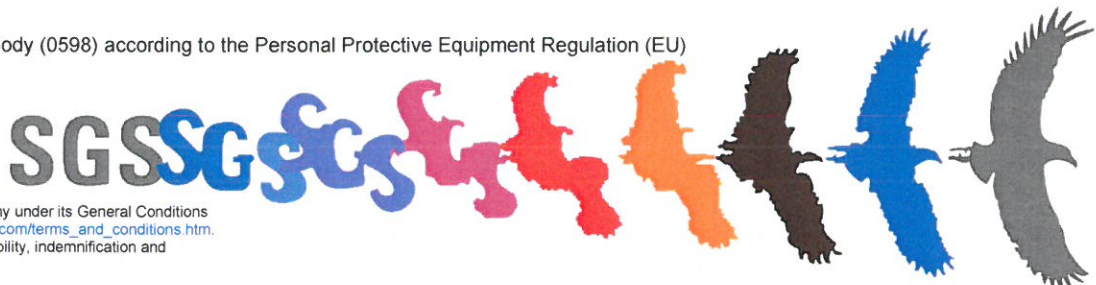 ody (0598) according to the Personal Protective Equipment Regulation (EU)
SGSSGSSGS
ny under its General Conditions
com/terms_and_conditions.htm.
bility, indemnification and